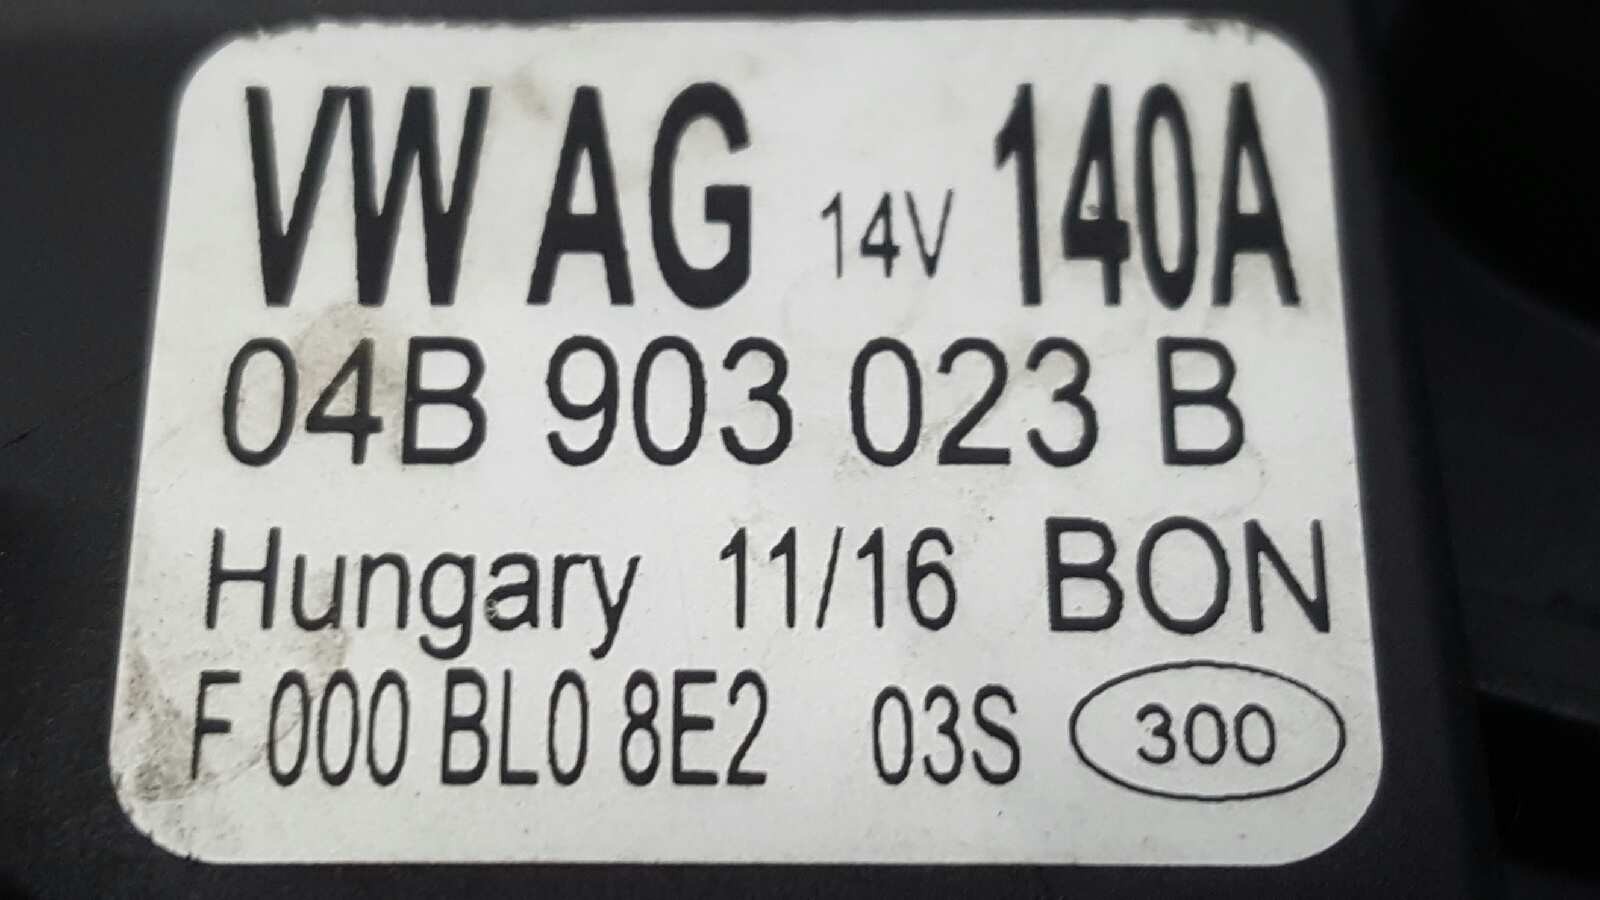 VW AG 14V 140A
04B 903 023 B
Hungary 11/16 BON
F 000 BL0 8E2 03S 300